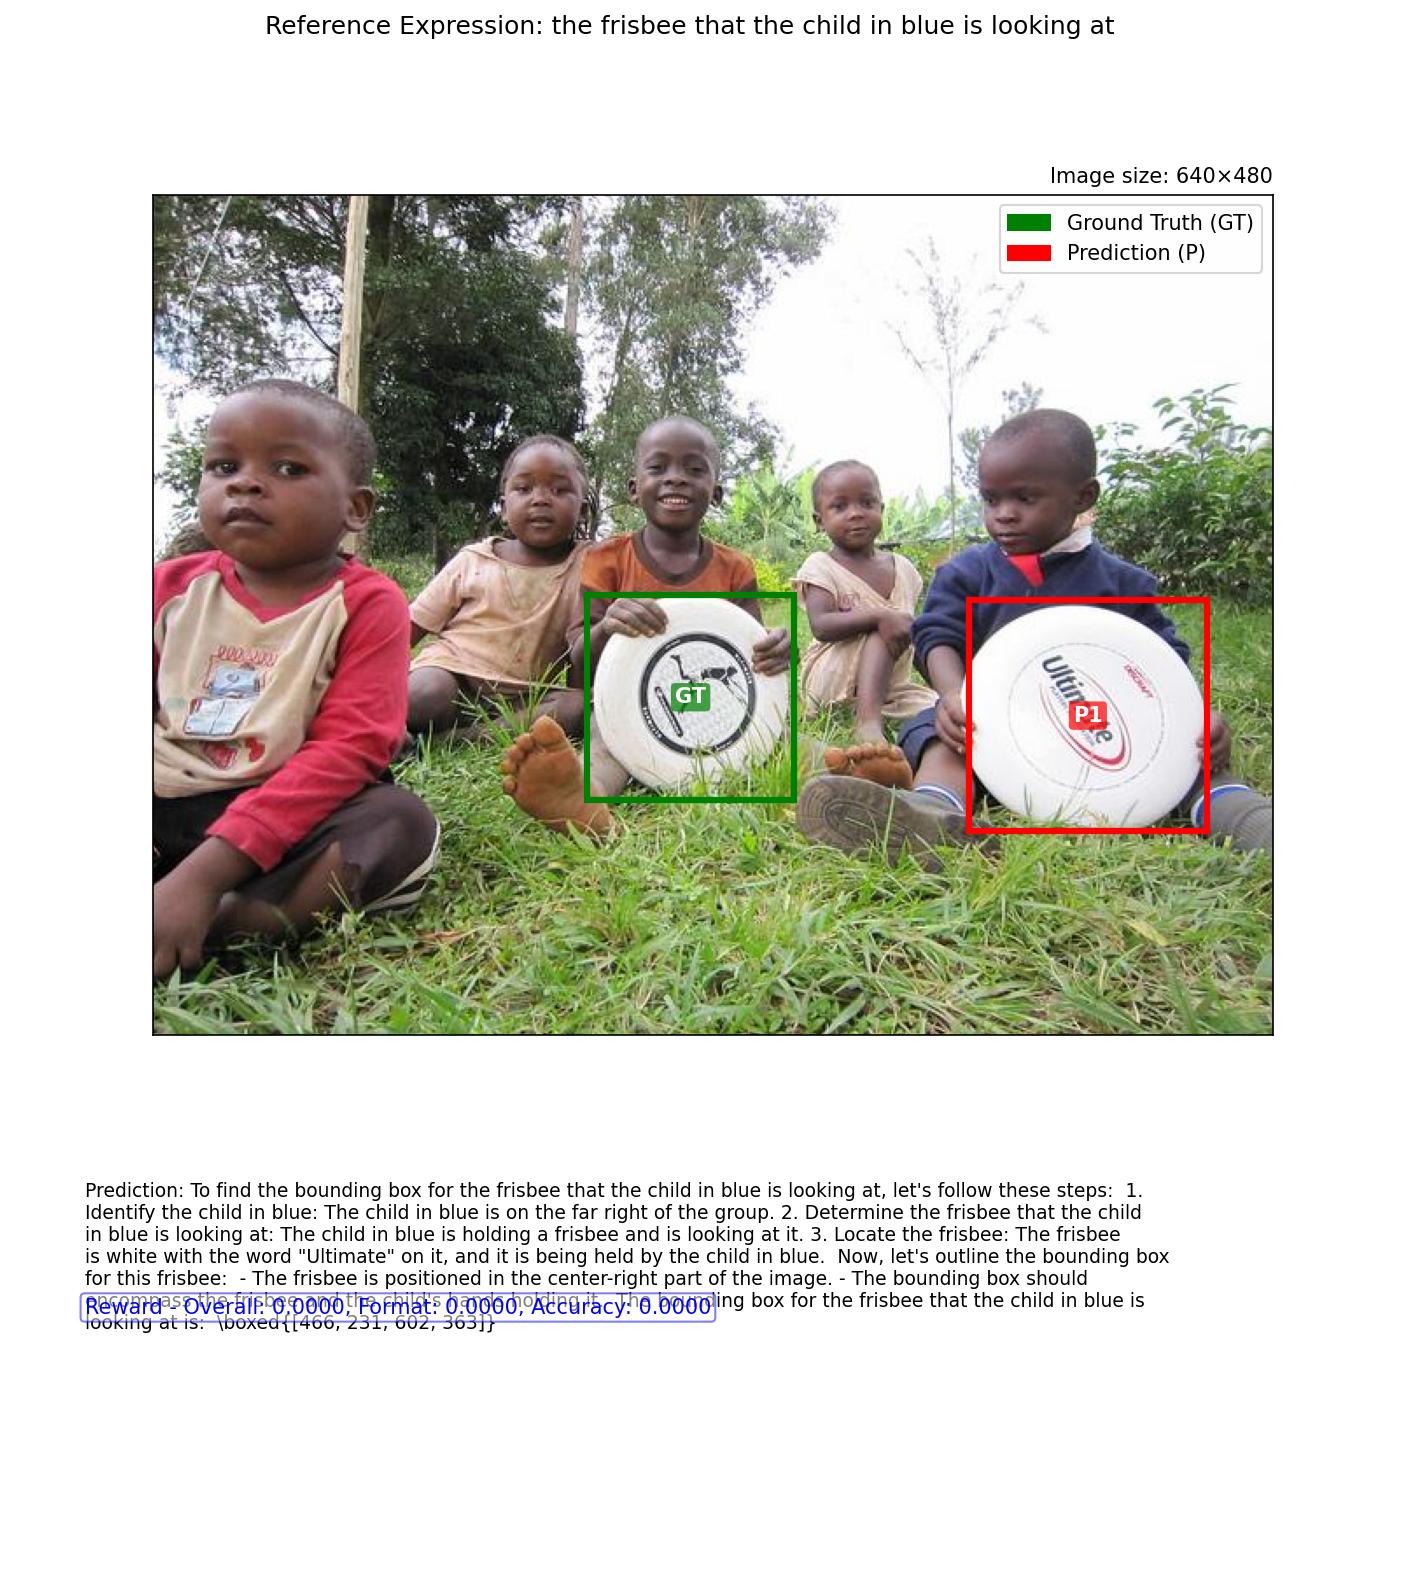 Reference Expression: the frisbee that the child in blue is looking at
Image size: 640×480
Ground Truth (GT)
Prediction (P)
GT
Ultimate
DISCRAFT
P1
Prediction: To find the bounding box for the frisbee that the child in blue is looking at, let's follow these steps:  1.
Identify the child in blue: The child in blue is on the far right of the group. 2. Determine the frisbee that the child
in blue is looking at: The child in blue is holding a frisbee and is looking at it. 3. Locate the frisbee: The frisbee
is white with the word "Ultimate" on it, and it is being held by the child in blue.  Now, let's outline the bounding box
for this frisbee:  - The frisbee is positioned in the center-right part of the image. - The bounding box should
encompass the frisbee and the child's hands holding it.  The bounding box for the frisbee that the child in blue is
Reward - Overall: 0.0000, Format: 0.0000, Accuracy: 0.0000
looking at is:  \boxed{[466, 231, 602, 363]}